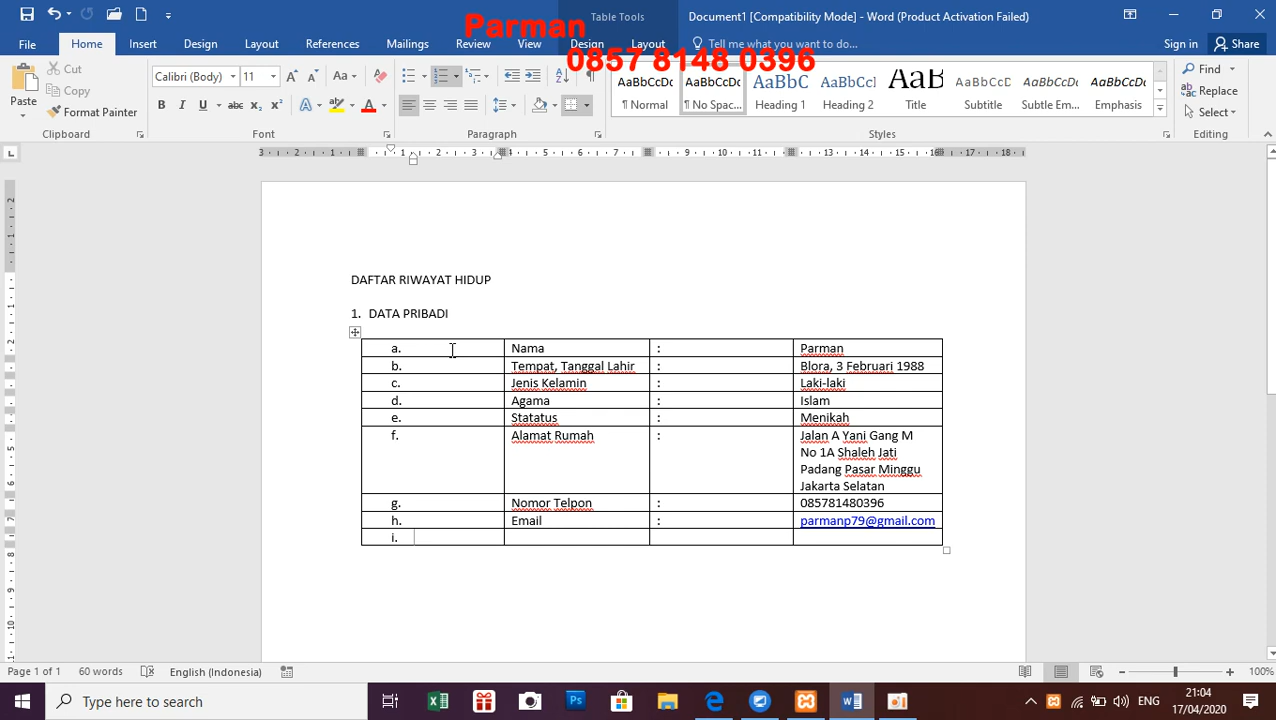 Table Tools
Document1 [Compatibility Mode] - Word (Product Activation Failed)
Parman
0857 8148 0396
File Home Insert Design Layout References Mailings Review View Design Layout Tell me what you want to do... Sign in Share
Paste
Cut
Copy
Format Painter
Clipboard
Calibri (Body) 11
Font
Paragraph
AaBbCcDc AaBbCcDc AaBbC AaBbCcD AaB AaBbCcD AaBbCcDc AaBbCcDc
¶ Normal ¶ No Spac... Heading 1 Heading 2 Title Subtitle Subtle Em... Emphasis
Styles
Find
Replace
Select
Editing
DAFTAR RIWAYAT HIDUP
1. DATA PRIBADI
a. Nama : Parman
b. Tempat, Tanggal Lahir : Blora, 3 Februari 1988
c. Jenis Kelamin : Laki-laki
d. Agama : Islam
e. Statatus : Menikah
f. Alamat Rumah : Jalan A Yani Gang M
No 1A Shaleh Jati
Padang Pasar Minggu
Jakarta Selatan
g. Nomor Telpon : 085781480396
h. Email : parmanp79@gmail.com
i.
Page 1 of 1 60 words English (Indonesia) 100%
Type here to search
ENG
21:04
17/04/2020